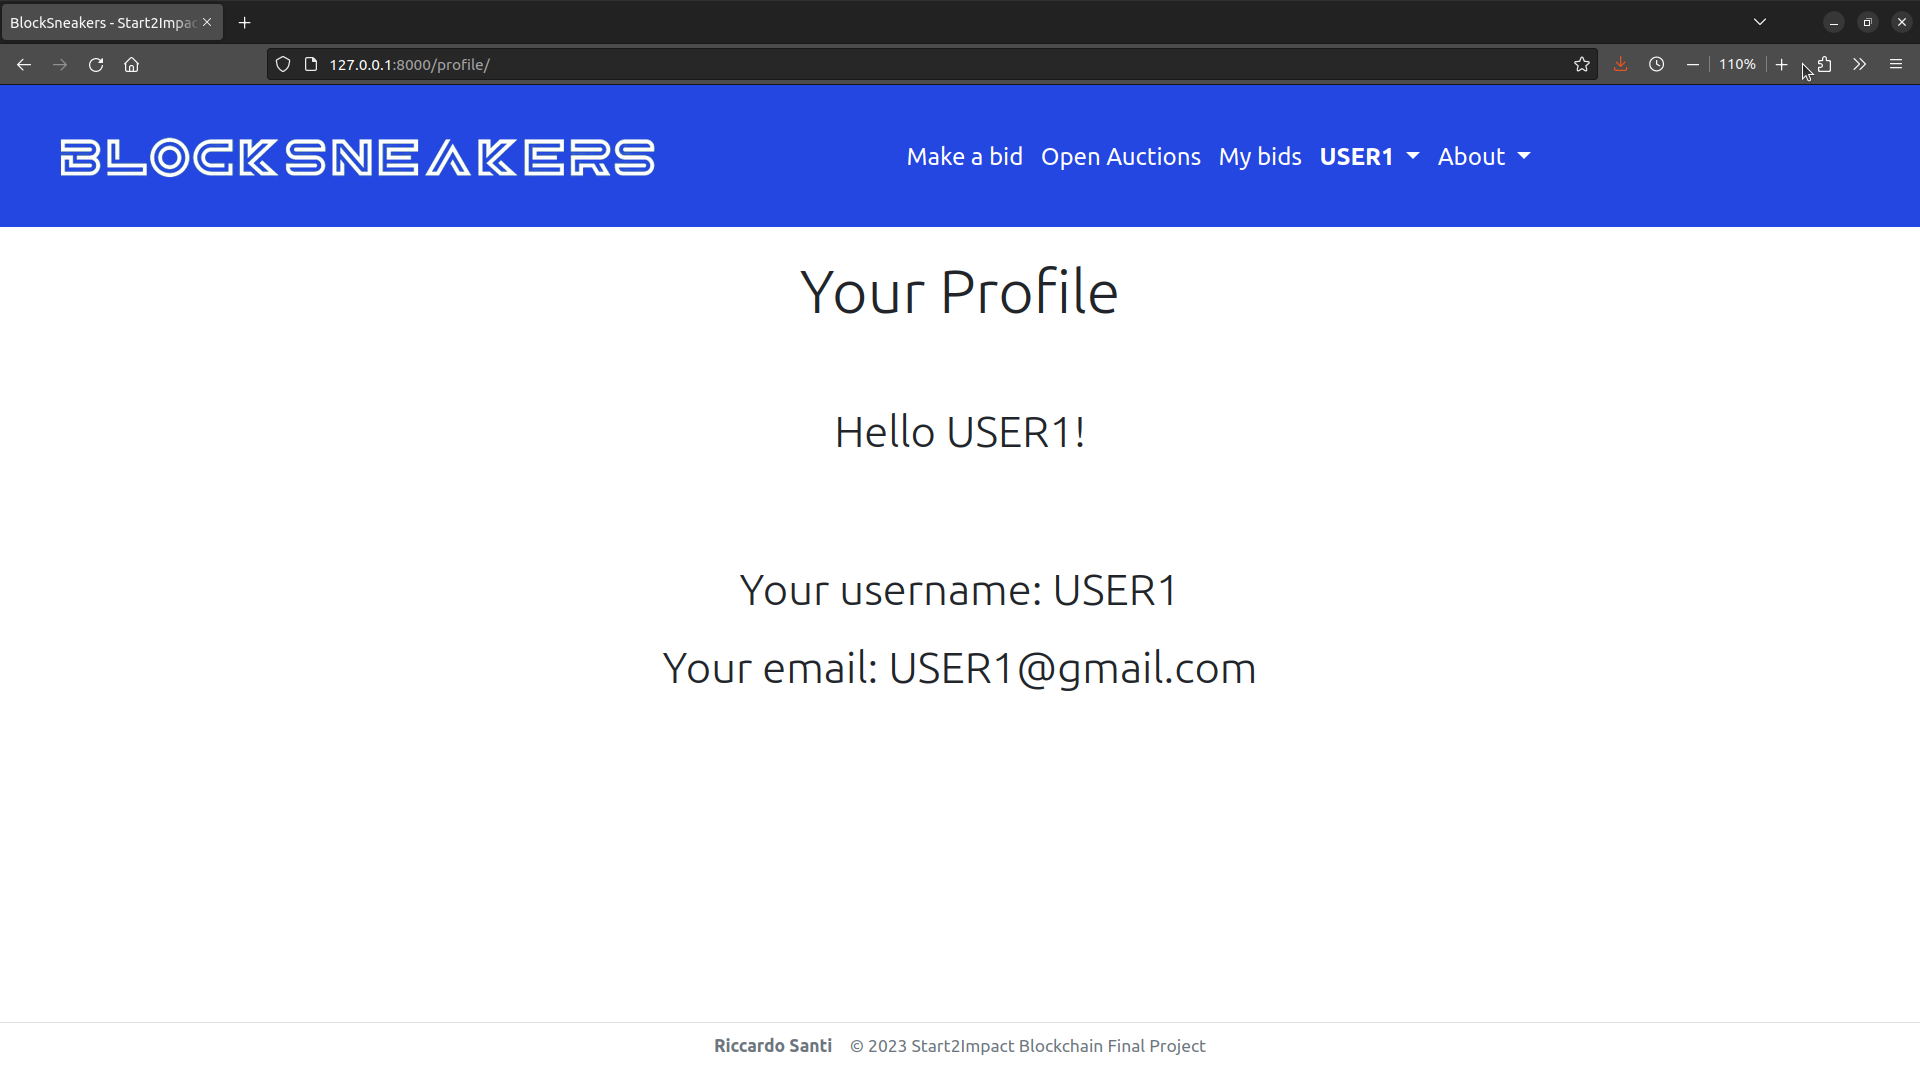 BlockSneakers - Start2Impac
127.0.0.1:8000/profile/
110%
BLOCKSNEAKERS
Make a bid Open Auctions My bids USER1 About
Your Profile
Hello USER1!
Your username: USER1
Your email: USER1@gmail.com
Riccardo Santi © 2023 Start2Impact Blockchain Final Project